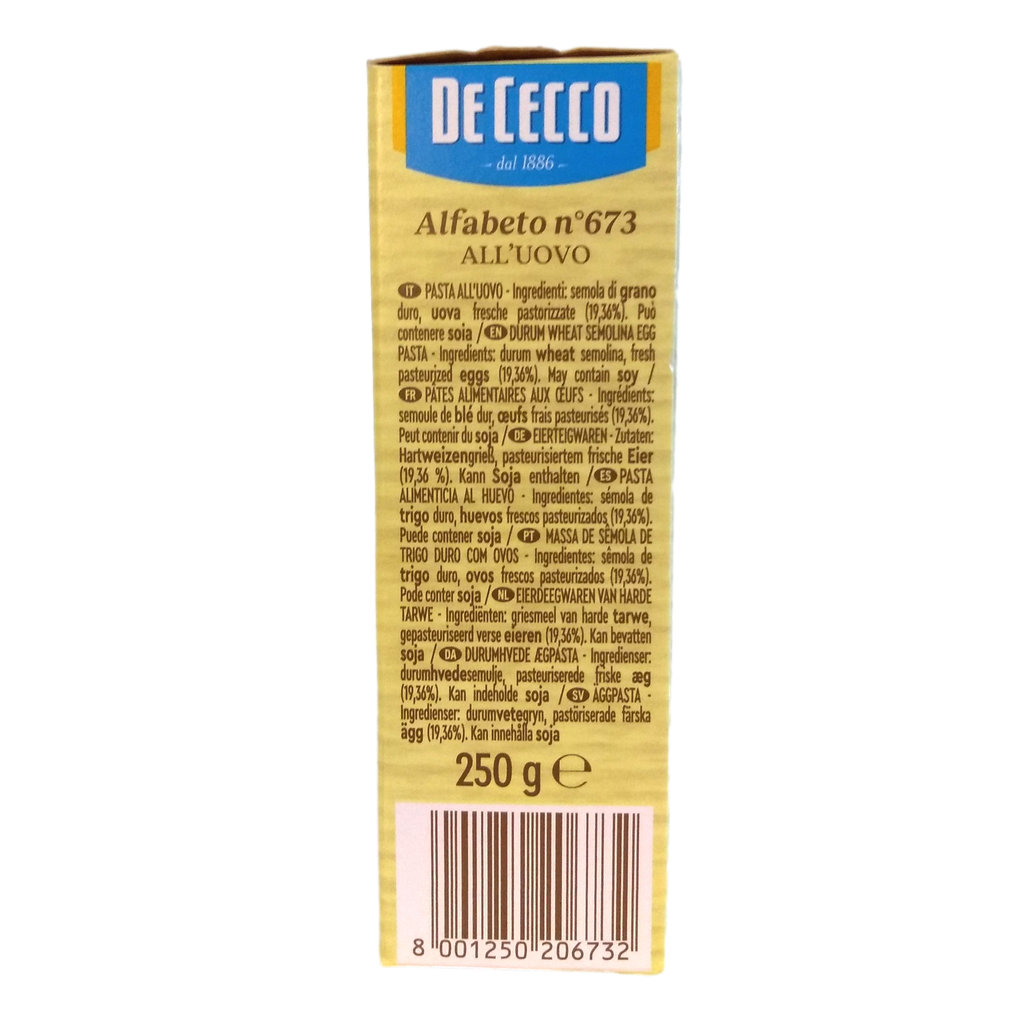 DE CECCO
dal 1886
Alfabeto n°673
ALL'UOVO
IT PASTA ALL'UOVO - Ingredienti: semola di grano
duro, uova fresche pastorizzate (19,36%). Può
contenere soia / EN DURUM WHEAT SEMOLINA EGG
PASTA - Ingredients: durum wheat semolina, fresh
pasteurized eggs (19,36%). May contain soy /
FR PÂTES ALIMENTAIRES AUX ŒUFS - Ingrédients:
semoule de blé dur, œufs frais pasteurisés (19,36%).
Peut contenir du soja / DE EIERTEIGWAREN - Zutaten:
Hartweizengrieß, pasteurisiertem frische Eier
(19,36 %). Kann Soja enthalten / ES PASTA
ALIMENTICIA AL HUEVO - Ingredientes: sémola de
trigo duro, huevos frescos pasteurizados (19,36%).
Puede contener soja / PT MASSA DE SÊMOLA DE
TRIGO DURO COM OVOS - Ingredientes: sêmola de
trigo duro, ovos frescos pasteurizados (19,36%).
Pode conter soja / NL EIERDEEGWAREN VAN HARDE
TARWE - Ingrediënten: griesmeel van harde tarwe,
gepasteuriseerd verse eieren (19,36%). Kan bevatten
soja / DA DURUMHVEDE ÆGPASTA - Ingredienser:
durumhvedesemulje, pasteuriserede friske æg
(19,36%). Kan indeholde soja / SV ÄGGPASTA -
Ingredienser: durumvetegryn, pastöriserade färska
ägg (19,36%). Kan innehålla soja
250 g ℮
8 001250 206732